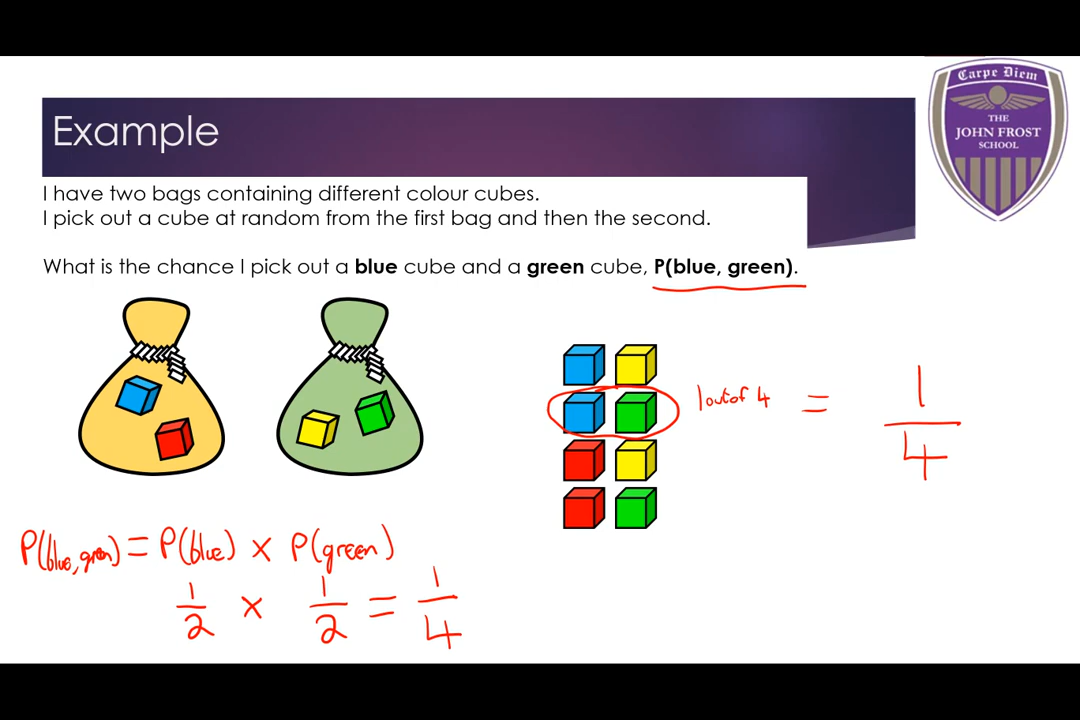 Carpe Diem
THE
JOHN FROST
SCHOOL
Example
I have two bags containing different colour cubes.
I pick out a cube at random from the first bag and then the second.
What is the chance I pick out a blue cube and a green cube, P(blue, green).
1 out of 4 = 1/4
P(blue, green) = P(blue) × P(green)
1/2 × 1/2 = 1/4